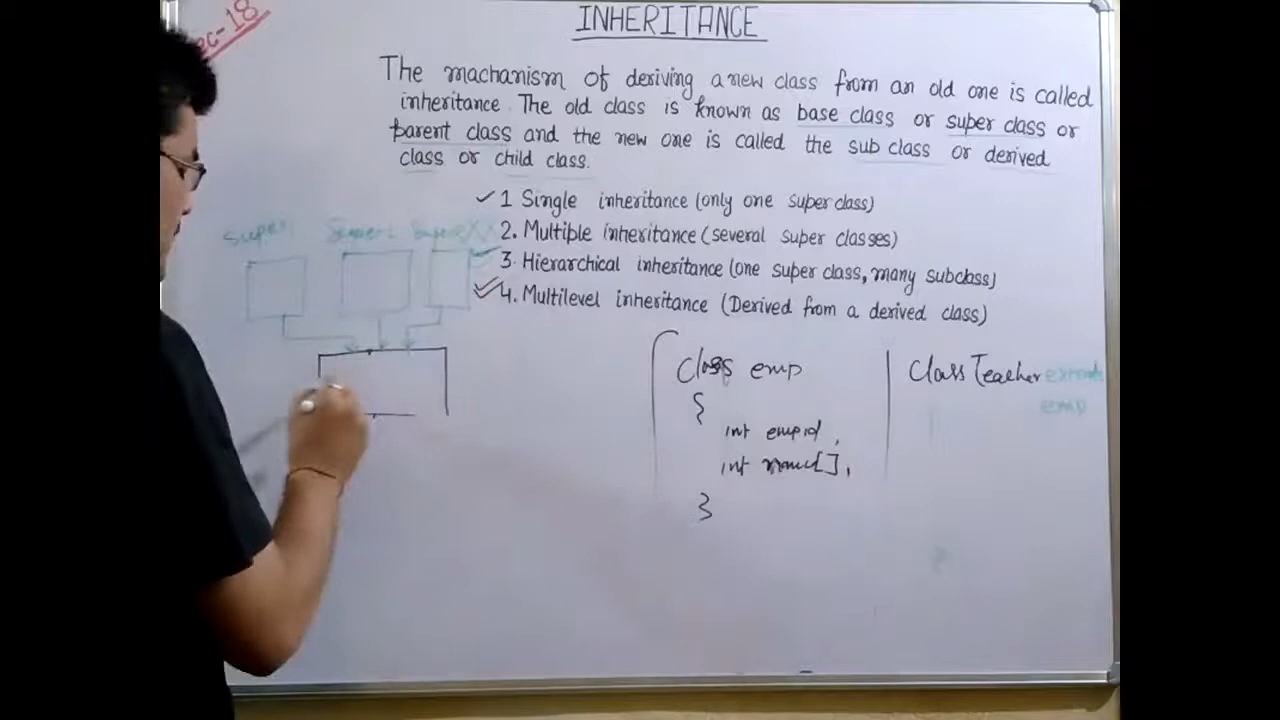 ec-18
INHERITANCE
The machanism of deriving a new class from an old one is called
inheritance. The old class is known as base class or super class or
parent class and the new one is called the sub class or derived
class or child class.
1 Single inheritance (only one super class)
2. Multiple inheritance (several super classes)
3. Hierarchical inheritance (one super class, many subclass)
4. Multilevel inheritance (Derived from a derived class)
super
class emp
{
int empid,
int name[],
}
class Teacher extends
emp